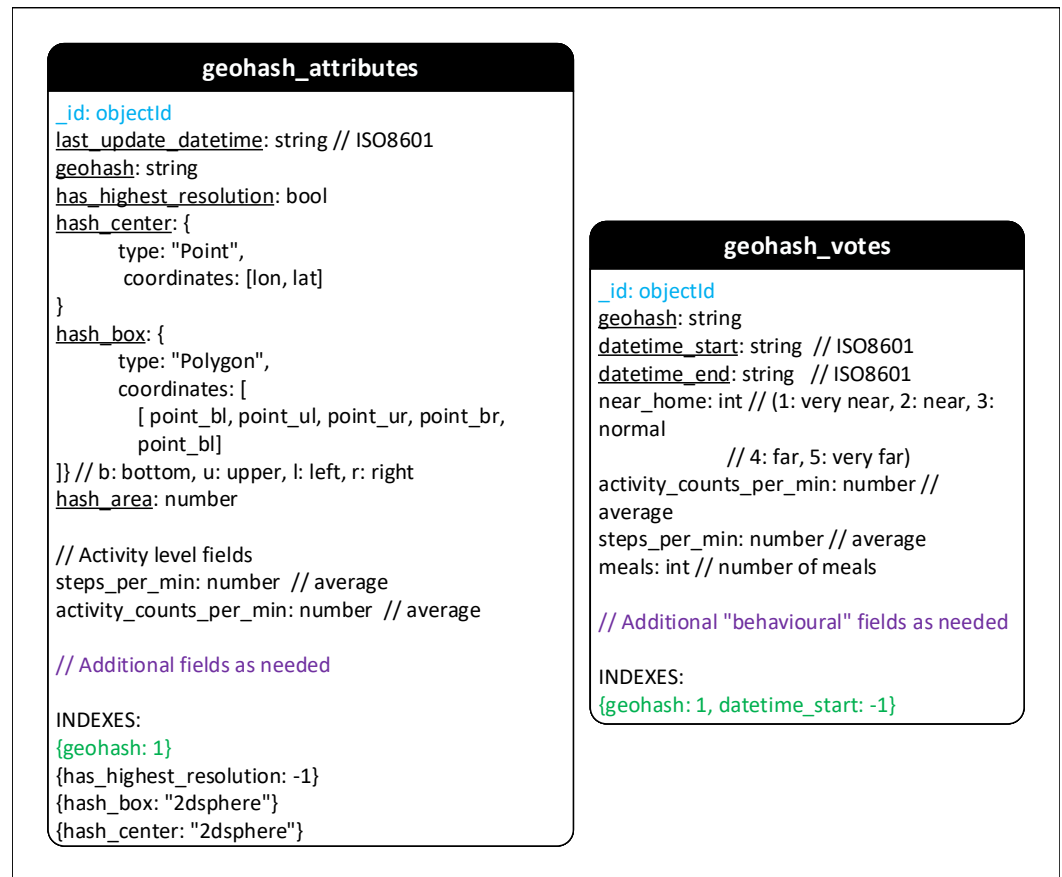 geohash_attributes
_id: objectId
last_update_datetime: string // ISO8601
geohash: string
has_highest_resolution: bool
hash_center: {
type: "Point",
coordinates: [lon, lat]
}
hash_box: {
type: "Polygon",
coordinates: [
[ point_bl, point_ul, point_ur, point_br,
point_bl]
]} // b: bottom, u: upper, l: left, r: right
hash_area: number
// Activity level fields
steps_per_min: number // average
activity_counts_per_min: number // average
// Additional fields as needed
INDEXES:
{geohash: 1}
{has_highest_resolution: -1}
{hash_box: "2dsphere"}
{hash_center: "2dsphere"}
geohash_votes
_id: objectId
geohash: string
datetime_start: string // ISO8601
datetime_end: string // ISO8601
near_home: int // (1: very near, 2: near, 3:
normal
// 4: far, 5: very far)
activity_counts_per_min: number //
average
steps_per_min: number // average
meals: int // number of meals
// Additional "behavioural" fields as needed
INDEXES:
{geohash: 1, datetime_start: -1}